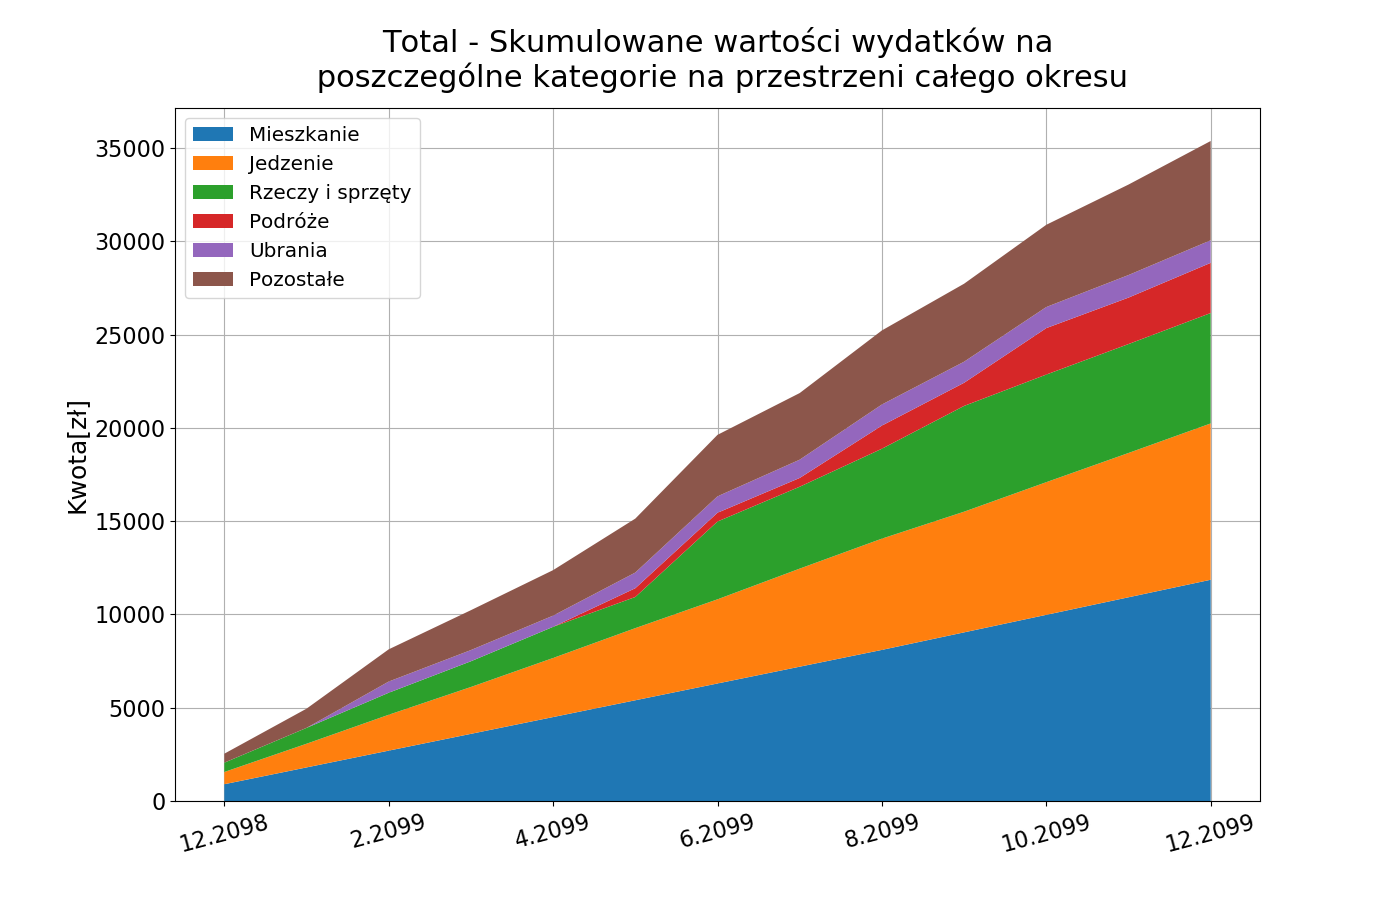 Total - Skumulowane wartości wydatków na
poszczególne kategorie na przestrzeni całego okresu
Mieszkanie
Jedzenie
Rzeczy i sprzęty
Podróże
Ubrania
Pozostałe
Kwota[zł]
35000
30000
25000
20000
15000
10000
5000
0
12.2098
2.2099
4.2099
6.2099
8.2099
10.2099
12.2099